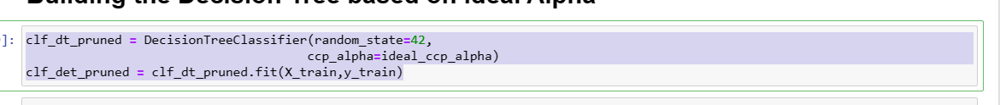 Building the Decision Tree based on Ideal Alpha
]: clf_dt_pruned = DecisionTreeClassifier(random_state=42,
ccp_alpha=ideal_ccp_alpha)
clf_det_pruned = clf_dt_pruned.fit(X_train,y_train)